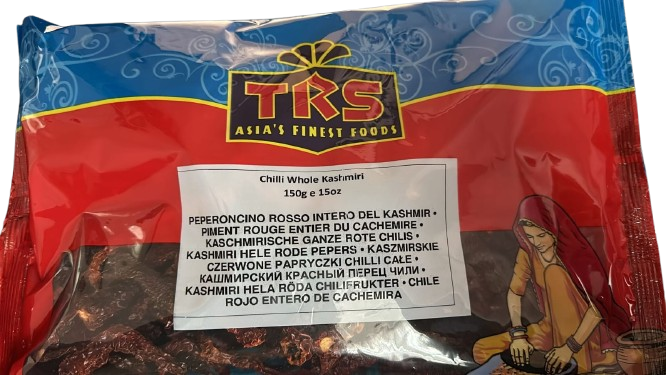 TRS
ASIA'S FINEST FOODS
Chilli Whole Kashmiri
150g e 15oz
PEPERONCINO ROSSO INTERO DEL KASHMIR •
PIMENT ROUGE ENTIER DU CACHEMIRE •
KASCHMIRISCHE GANZE ROTE CHILIS •
KASHMIRI HELE RODE PEPERS • KASZMIRSKIE
CZERWONE PAPRYCZKI CHILLI CAŁE •
КАШМИРСКИЙ КРАСНЫЙ ПЕРЕЦ ЧИЛИ •
KASHMIRI HELA RÖDA CHILIFRUKTER • CHILE
ROJO ENTERO DE CACHEMIRA